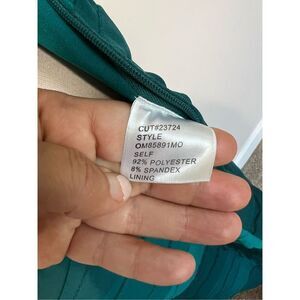 CUT#23724
STYLE
OM85891MO
SELF
92% POLYESTER
8% SPANDEX
LINING